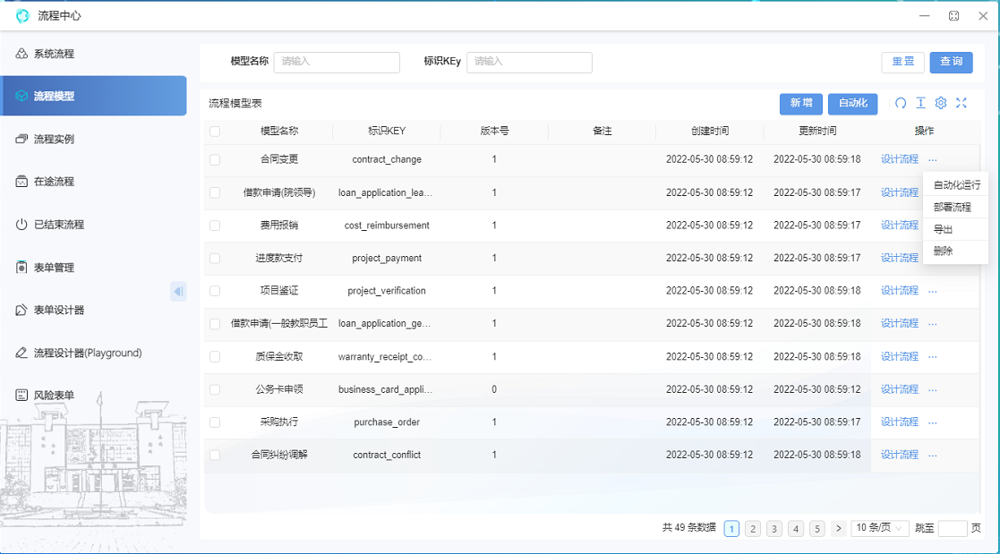 流程中心
系统流程
流程模型
流程实例
在途流程
已结束流程
表单管理
表单设计器
流程设计器(Playground)
风险表单
模型名称 请输入 标识KEy 请输入 重置 查询
流程模型表 新增 自动化
模型名称 标识KEY 版本号 备注 创建时间 更新时间 操作
合同变更 contract_change 1 2022-05-30 08:59:12 2022-05-30 08:59:18 设计流程 ...
借款申请(院领导) loan_application_lea... 1 2022-05-30 08:59:12 2022-05-30 08:59:17 设计流程
费用报销 cost_reimbursement 1 2022-05-30 08:59:12 2022-05-30 08:59:17 设计流程
进度款支付 project_payment 1 2022-05-30 08:59:12 2022-05-30 08:59:17 设计流程
项目鉴证 project_verification 1 2022-05-30 08:59:12 2022-05-30 08:59:18 设计流程 ...
借款申请(一般教职员工 loan_application_ge... 1 2022-05-30 08:59:12 2022-05-30 08:59:18 设计流程 ...
质保金收取 warranty_receipt_co... 1 2022-05-30 08:59:12 2022-05-30 08:59:18 设计流程 ...
公务卡申领 business_card_appli... 0 2022-05-30 08:59:12 2022-05-30 08:59:12 设计流程 ...
采购执行 purchase_order 1 2022-05-30 08:59:12 2022-05-30 08:59:17 设计流程 ...
合同纠纷调解 contract_conflict 1 2022-05-30 08:59:12 2022-05-30 08:59:18 设计流程 ...
自动化运行
部署流程
导出
删除
共 49 条数据 1 2 3 4 5 > 10 条/页 跳至 页